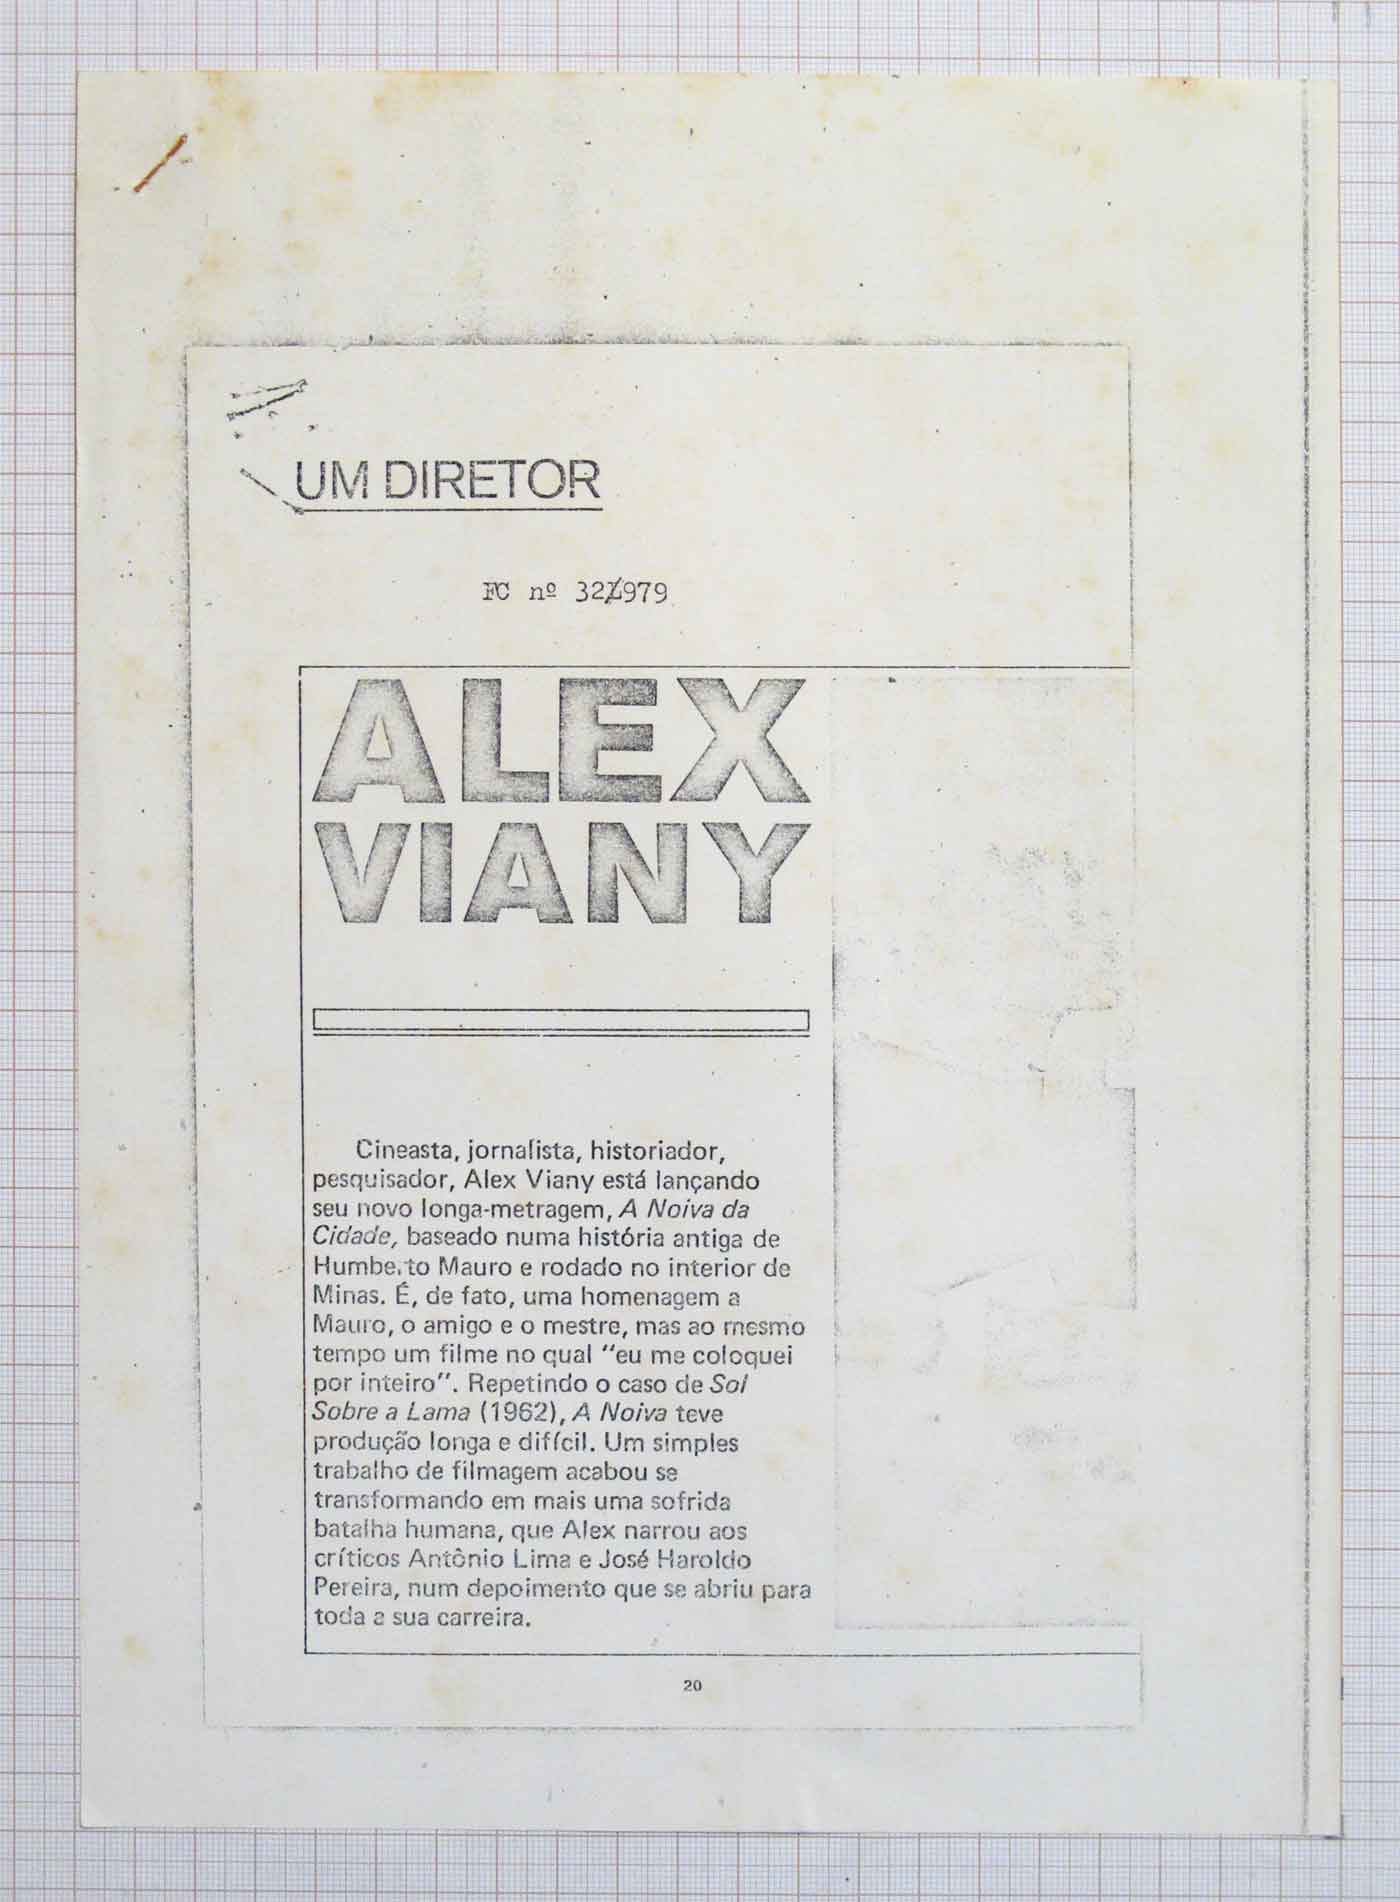 UM DIRETOR
FC nº 32/979
ALEX
VIANY
Cineasta, jornalista, historiador,
pesquisador, Alex Viany está lançando
seu novo longa-metragem, A Noiva da
Cidade, baseado numa história antiga de
Humberto Mauro e rodado no interior de
Minas. É, de fato, uma homenagem a
Mauro, o amigo e o mestre, mas ao mesmo
tempo um filme no qual "eu me coloquei
por inteiro". Repetindo o caso de Sol
Sobre a Lama (1962), A Noiva teve
produção longa e difícil. Um simples
trabalho de filmagem acabou se
transformando em mais uma sofrida
batalha humana, que Alex narrou aos
críticos Antônio Lima e José Haroldo
Pereira, num depoimento que se abriu para
toda a sua carreira.
20